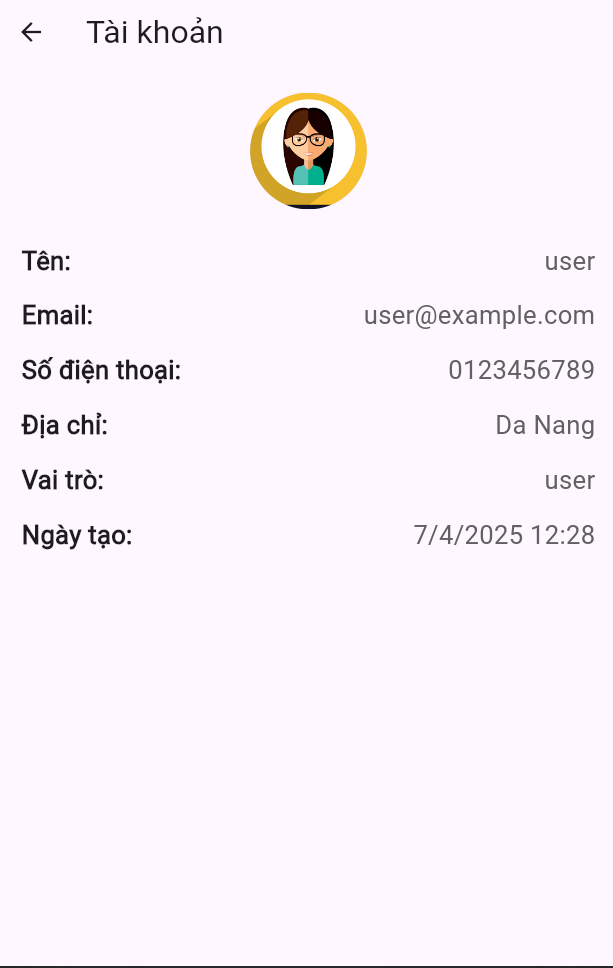 Tài khoản
Tên: user
Email: user@example.com
Số điện thoại: 0123456789
Địa chỉ: Da Nang
Vai trò: user
Ngày tạo: 7/4/2025 12:28